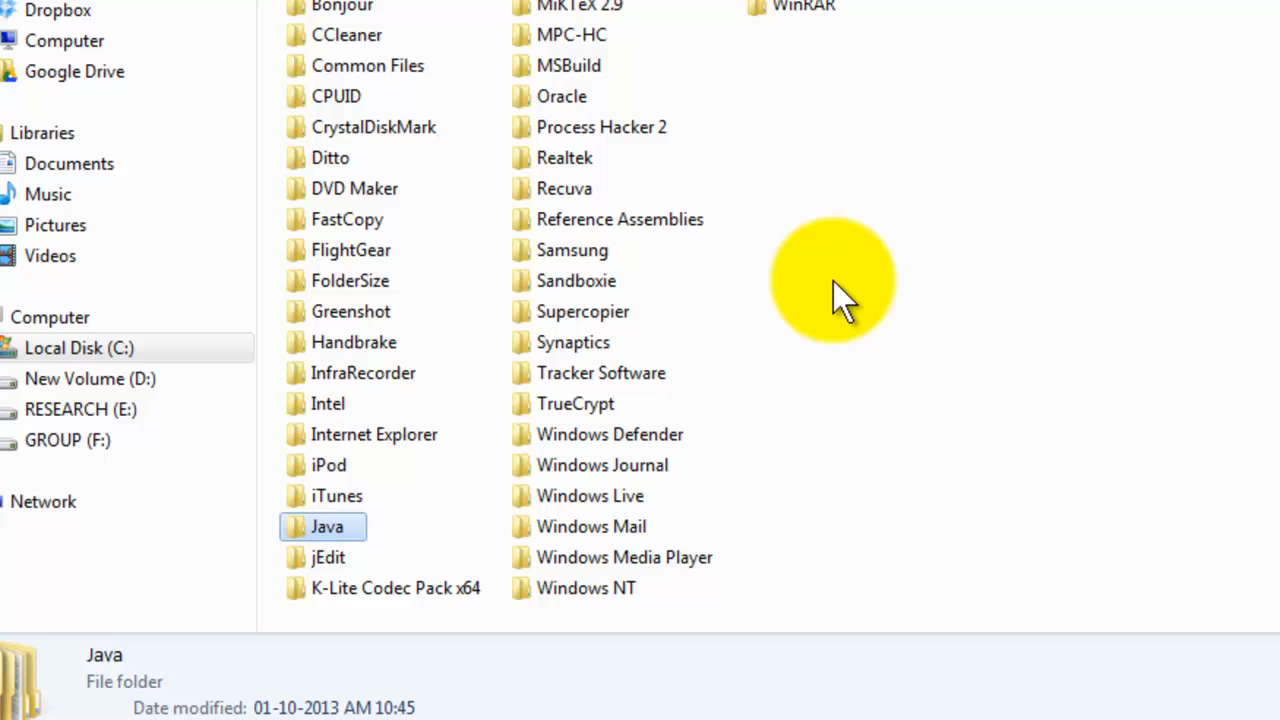 Dropbox
Computer
Google Drive
Libraries
Documents
Music
Pictures
Videos
Computer
Local Disk (C:)
New Volume (D:)
RESEARCH (E:)
GROUP (F:)
Network
Bonjour
CCleaner
Common Files
CPUID
CrystalDiskMark
Ditto
DVD Maker
FastCopy
FlightGear
FolderSize
Greenshot
Handbrake
InfraRecorder
Intel
Internet Explorer
iPod
iTunes
Java
jEdit
K-Lite Codec Pack x64
MiKTeX 2.9
MPC-HC
MSBuild
Oracle
Process Hacker 2
Realtek
Recuva
Reference Assemblies
Samsung
Sandboxie
Supercopier
Synaptics
Tracker Software
TrueCrypt
Windows Defender
Windows Journal
Windows Live
Windows Mail
Windows Media Player
Windows NT
WinRAR
Java
File folder
Date modified: 01-10-2013 AM 10:45